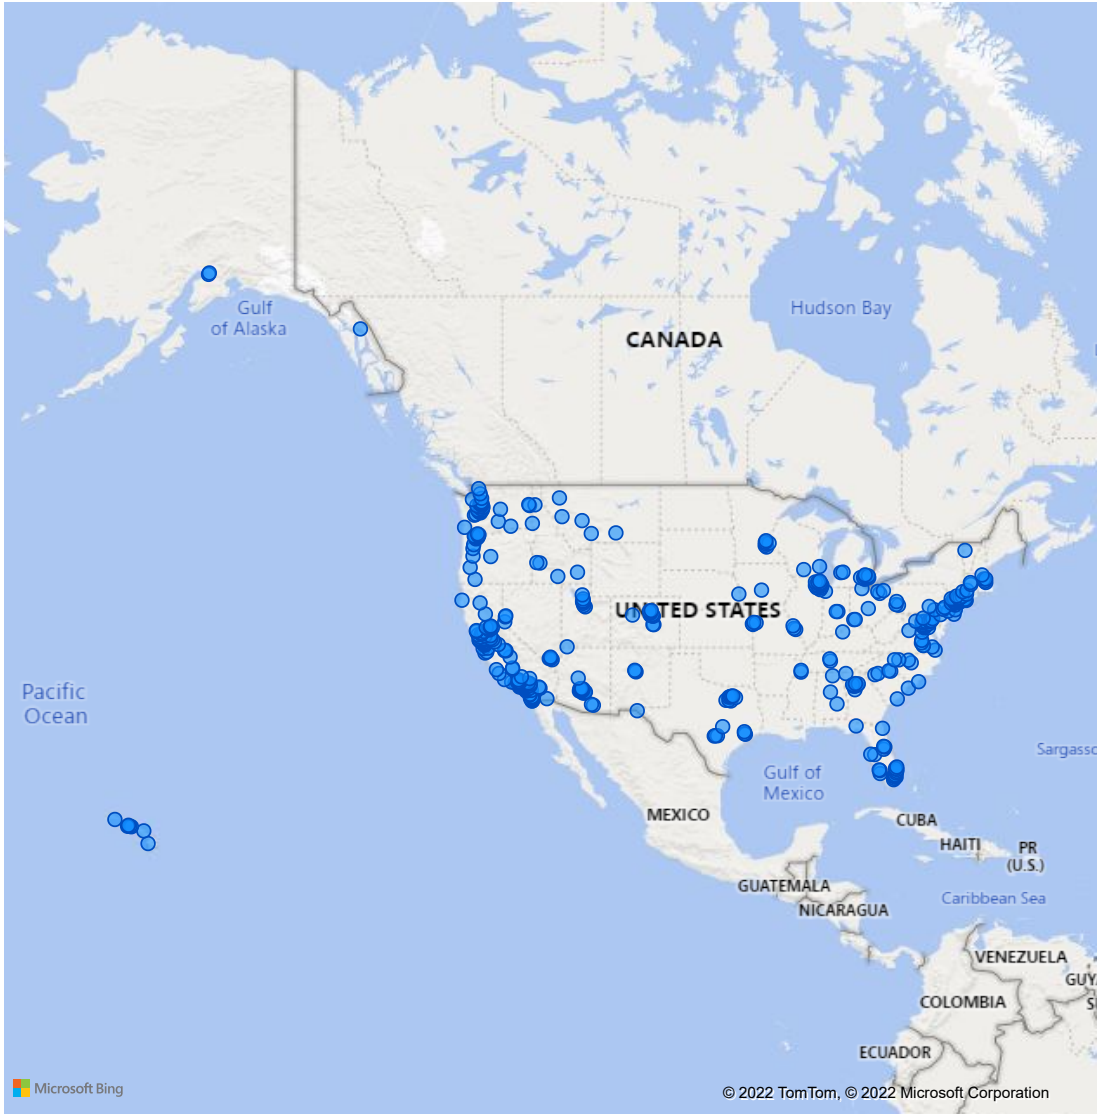 Gulf
of Alaska
Hudson Bay
CANADA
UNITED STATES
Pacific
Ocean
Sargasso
Gulf of
Mexico
MEXICO
CUBA
HAITI
PR
(U.S.)
GUATEMALA
Caribbean Sea
NICARAGUA
VENEZUELA
GUY
COLOMBIA
ECUADOR
Microsoft Bing
© 2022 TomTom, © 2022 Microsoft Corporation